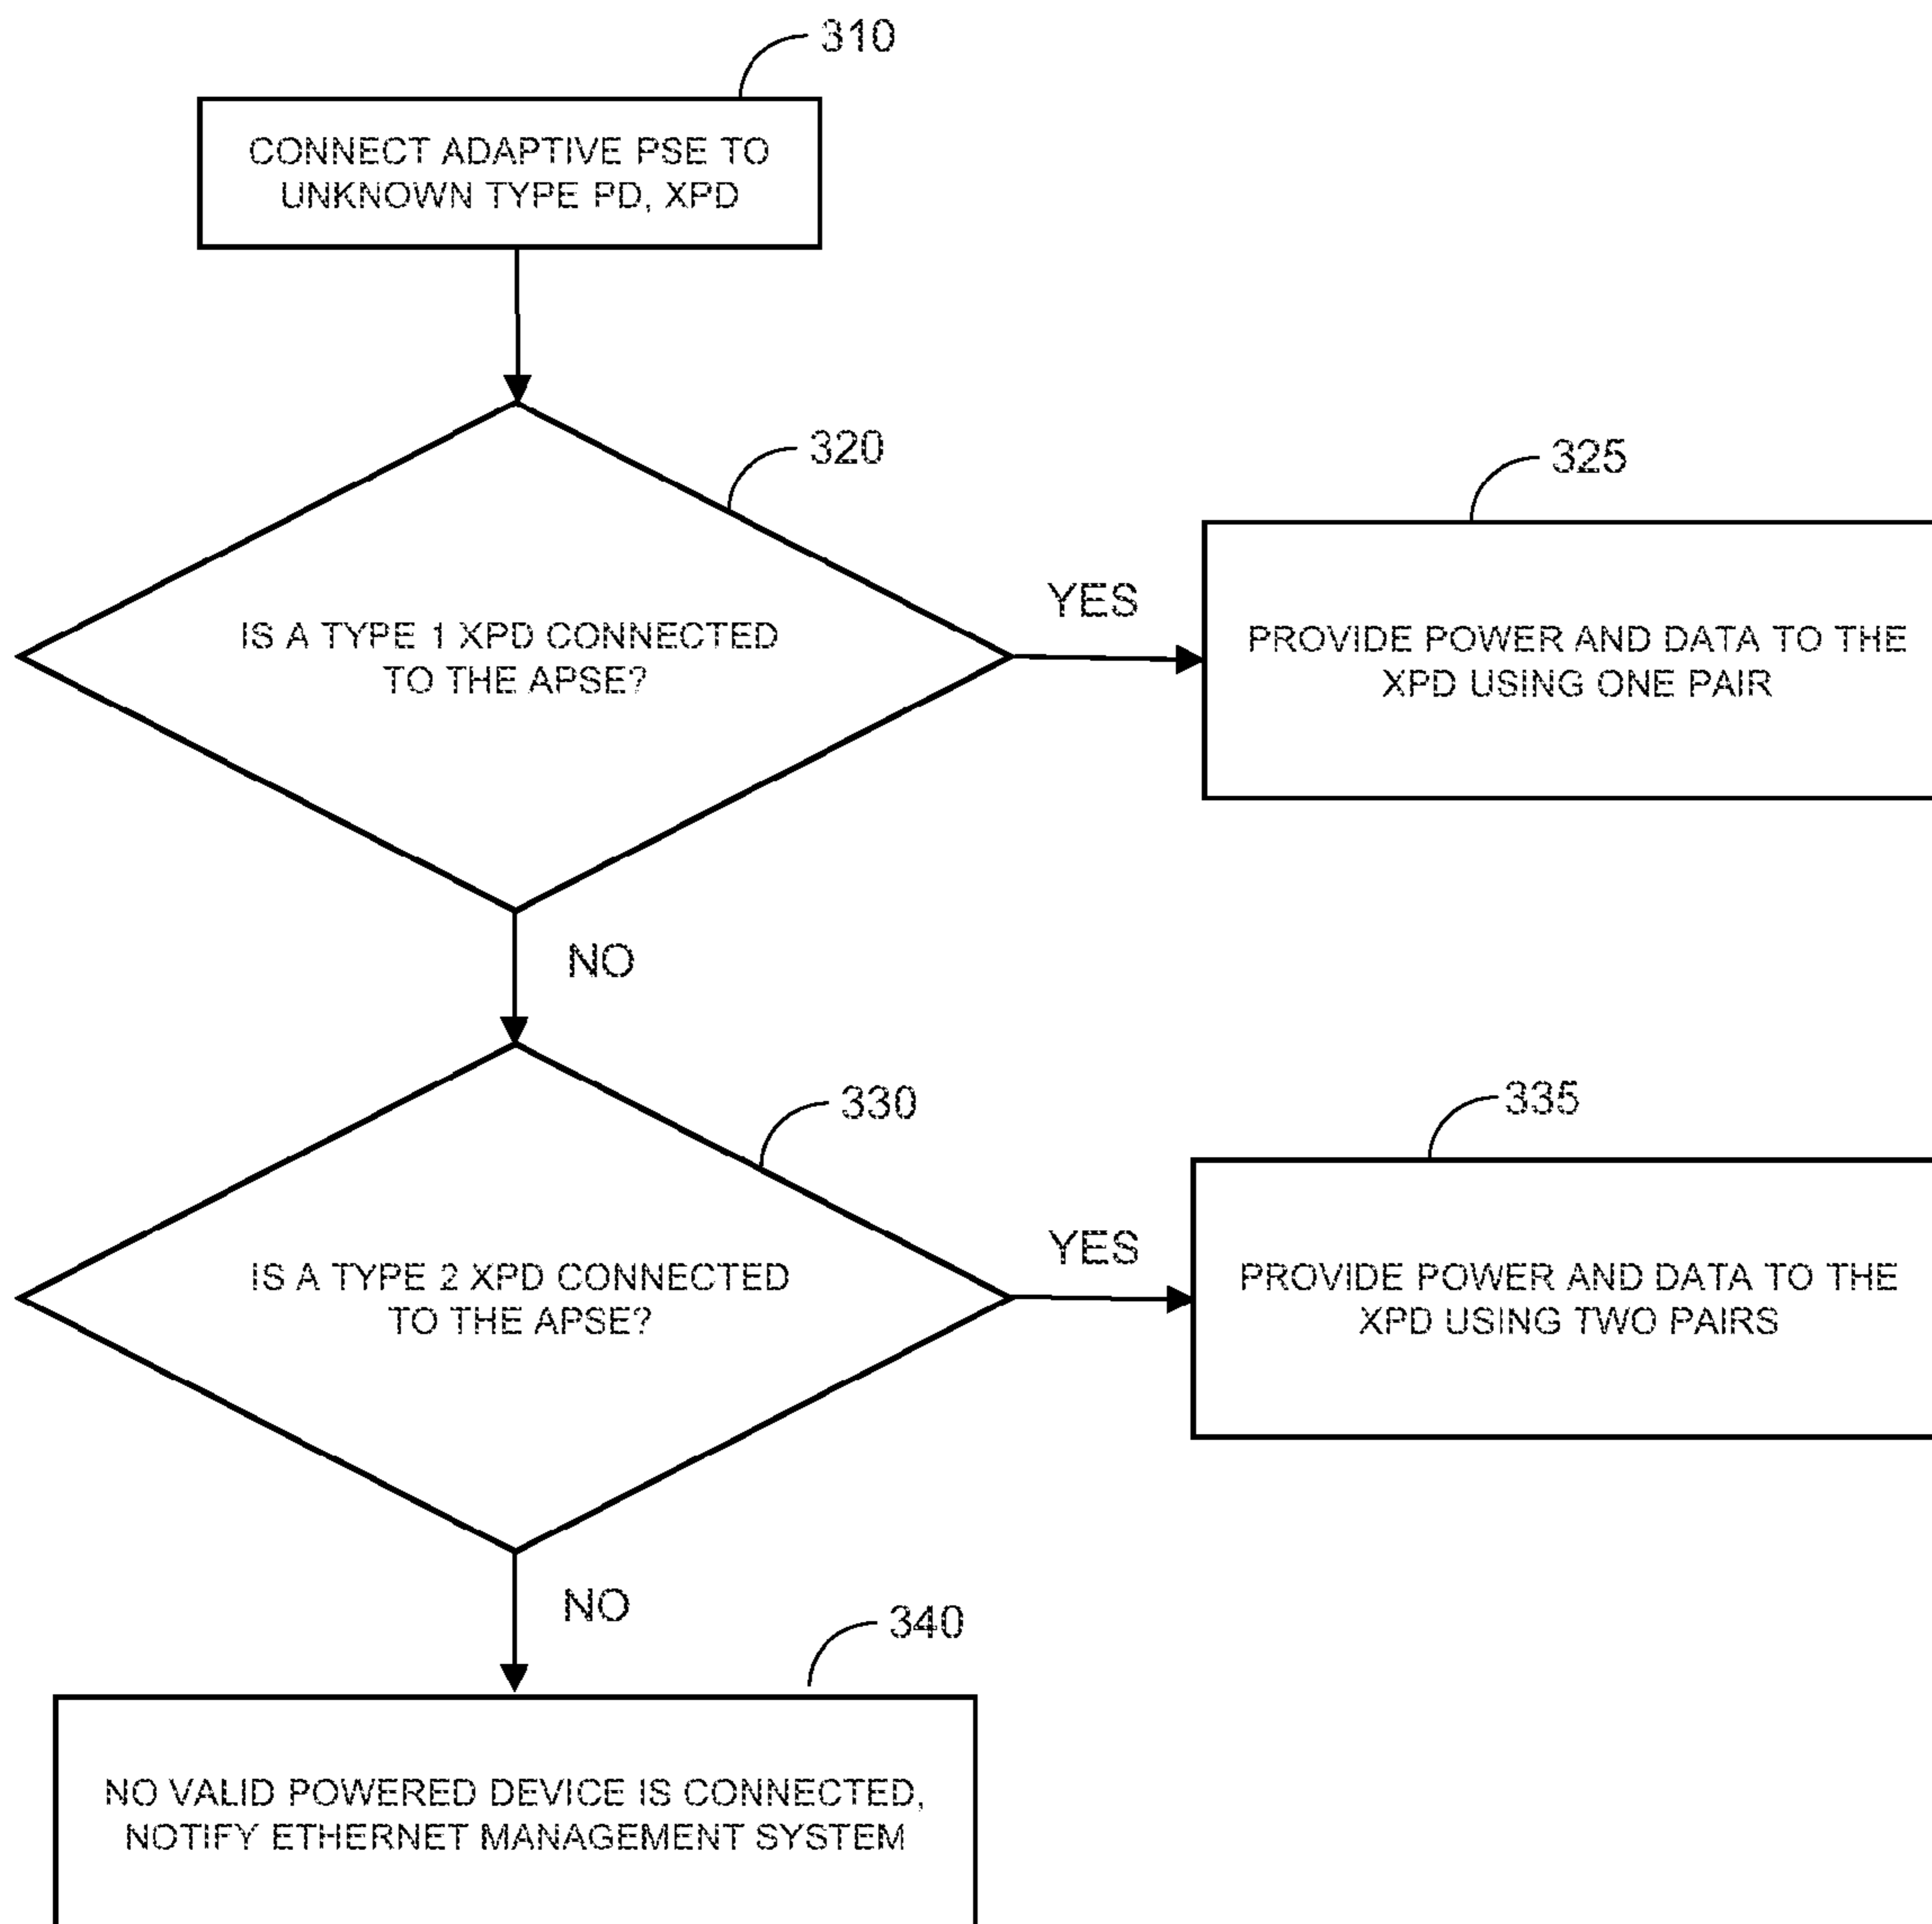 310
CONNECT ADAPTIVE PSE TO
UNKNOWN TYPE PD, XPD
320
IS A TYPE 1 XPD CONNECTED
TO THE APSE?
YES
325
PROVIDE POWER AND DATA TO THE
XPD USING ONE PAIR
NO
330
IS A TYPE 2 XPD CONNECTED
TO THE APSE?
YES
335
PROVIDE POWER AND DATA TO THE
XPD USING TWO PAIRS
NO
340
NO VALID POWERED DEVICE IS CONNECTED,
NOTIFY ETHERNET MANAGEMENT SYSTEM